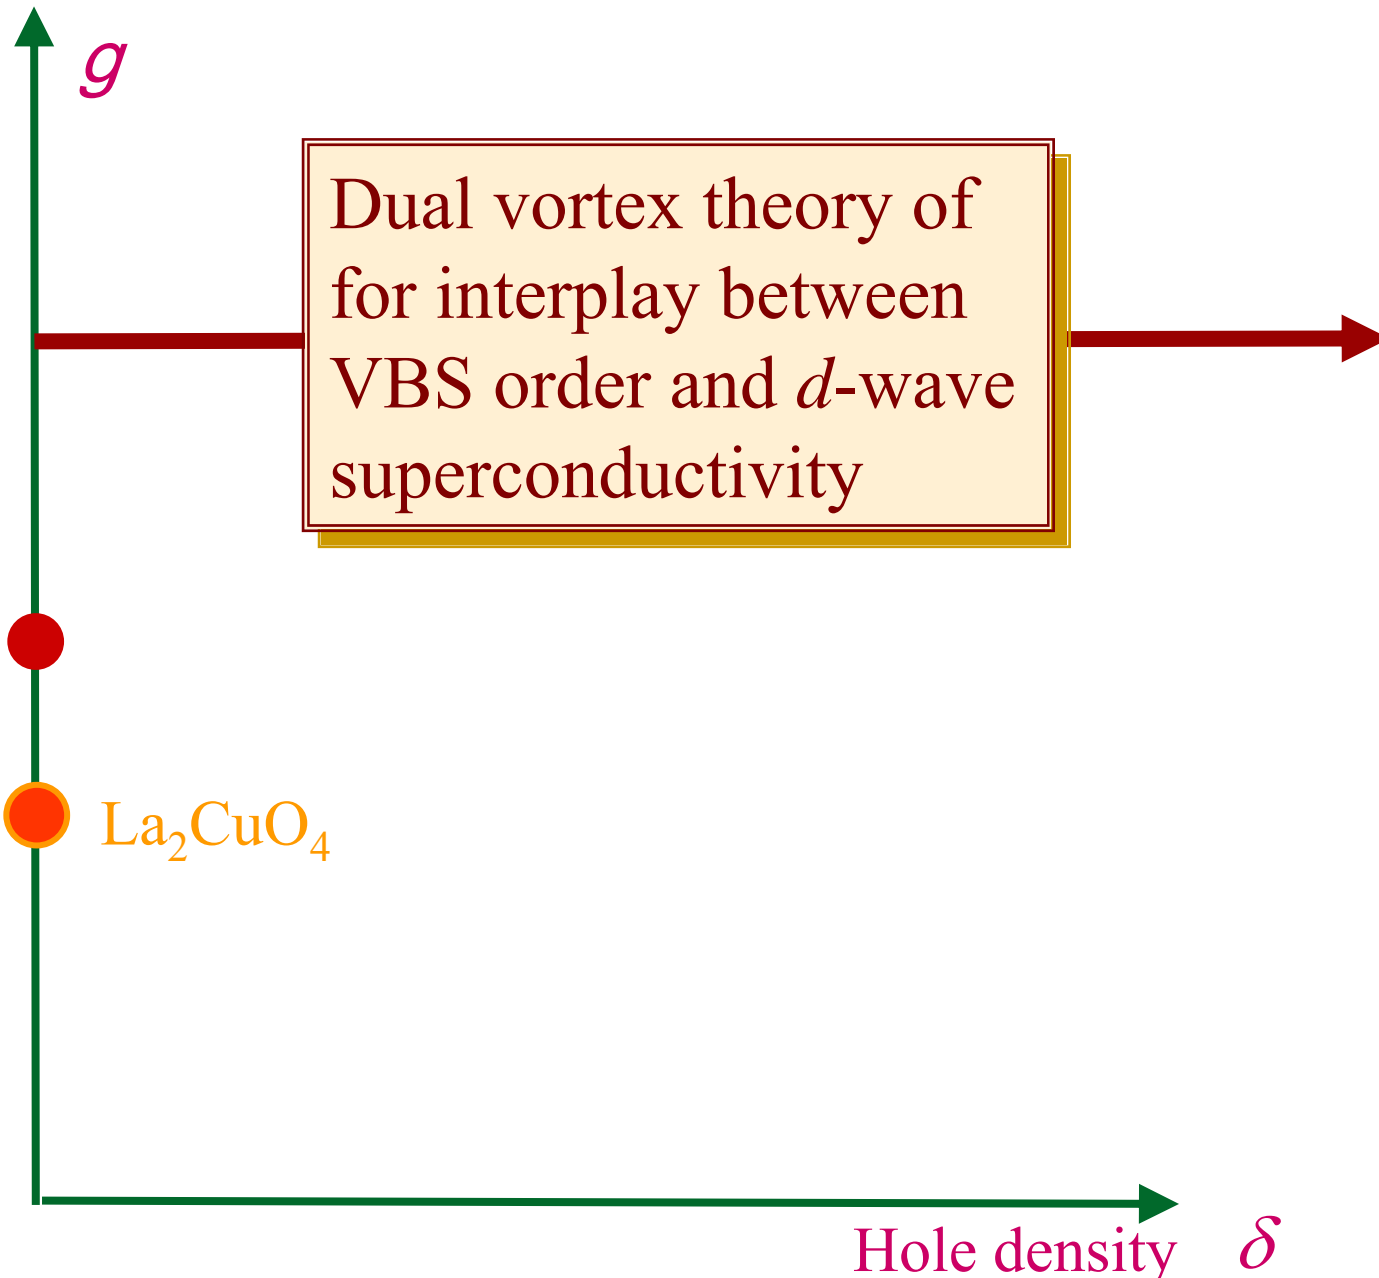 g
Dual vortex theory of
for interplay between
VBS order and d-wave
superconductivity
La₂CuO₄
Hole density δ